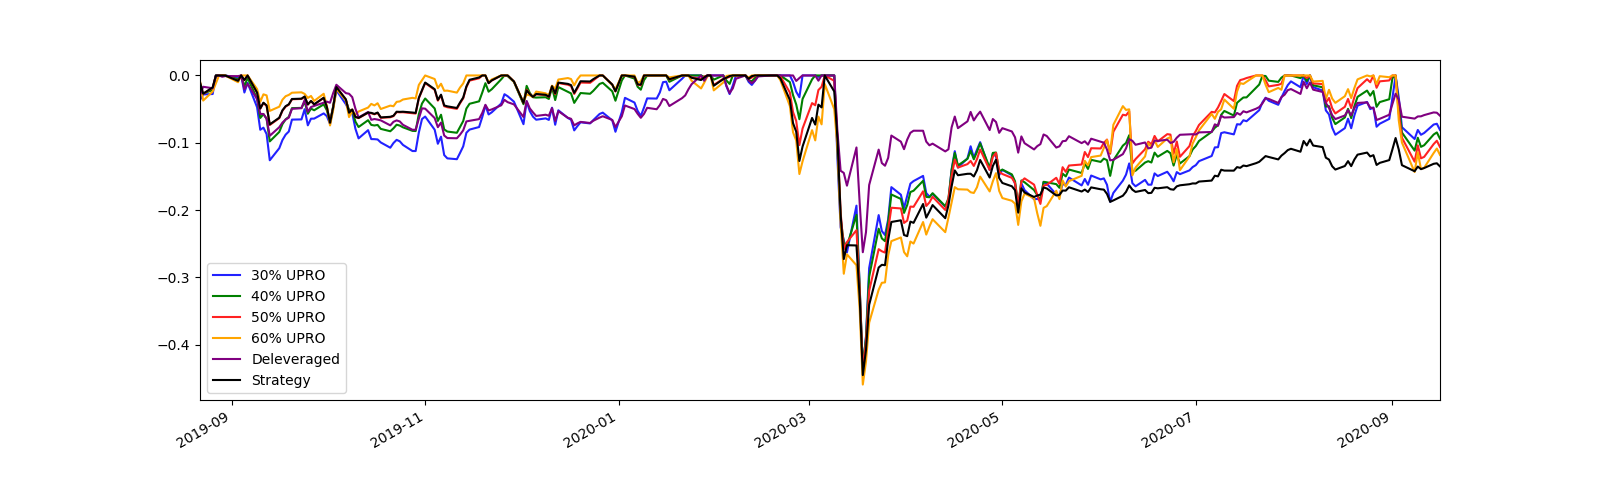 0.0
−0.1
−0.2
−0.3
−0.4
30% UPRO
40% UPRO
50% UPRO
60% UPRO
Deleveraged
Strategy
2019-09
2019-11
2020-01
2020-03
2020-05
2020-07
2020-09